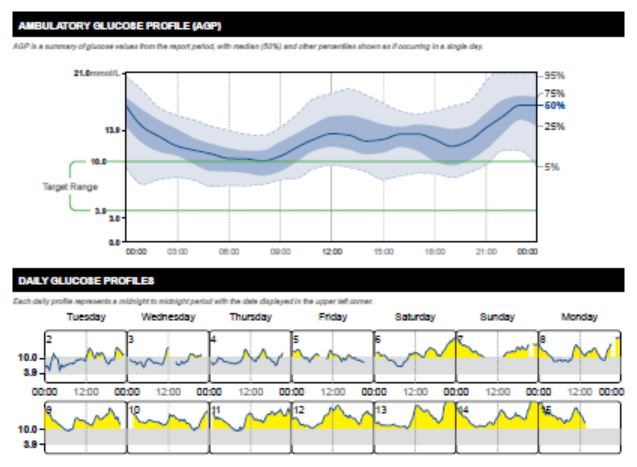 AMBULATORY GLUCOSE PROFILE (AGP)
AGP is a summary of glucose values from the report period, with median (50%) and other percentiles shown as if occurring in a single day.
21.0 mmol/L
95%
75%
50%
25%
5%
13.9
10.0
Target Range
3.9
3.0
0.0
00:00 03:00 06:00 09:00 12:00 15:00 18:00 21:00 00:00
DAILY GLUCOSE PROFILES
Each daily profile represents a midnight to midnight period with the date displayed in the upper left corner.
Tuesday Wednesday Thursday Friday Saturday Sunday Monday
2 3 4 5 6 7 8
10.0
3.9
00:00 12:00 00:00 12:00 00:00 12:00 00:00 12:00 00:00 12:00 00:00 12:00 00:00 12:00 00:00
9 10 11 12 13 14 15
10.0
3.9